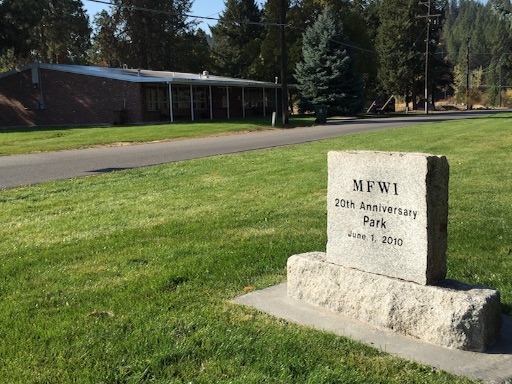 MFWI
20th Anniversary
Park
June 1, 2010